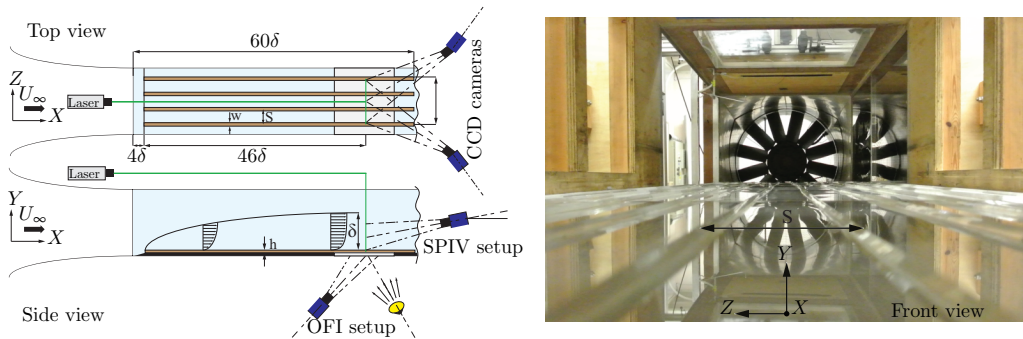 Top view
60δ
Z
U∞
X
Laser
w
S
4δ
46δ
CCD cameras
Laser
Y
U∞
X
δ
h
SPIV setup
OFI setup
Side view
S
Y
Z
X
Front view